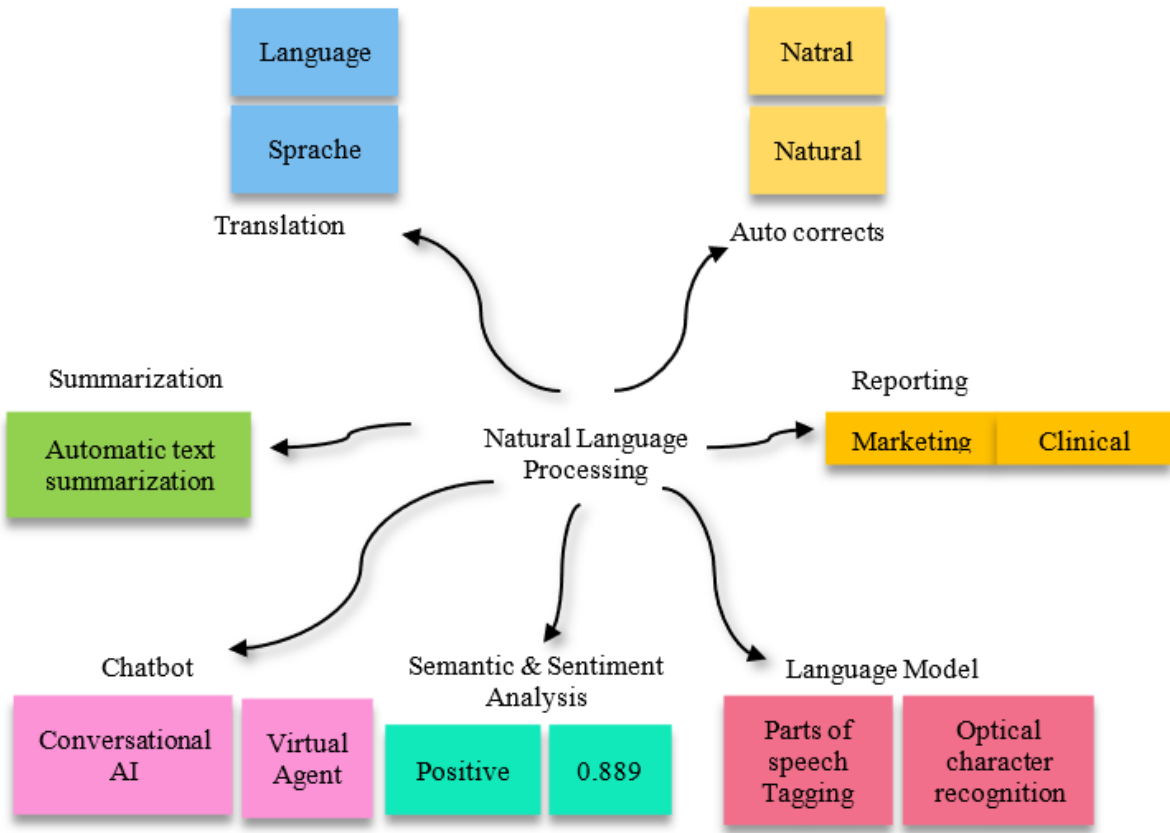 Language
Sprache
Translation
Natral
Natural
Auto corrects
Summarization
Automatic text
summarization
Natural Language
Processing
Reporting
Marketing
Clinical
Chatbot
Conversational
AI
Virtual
Agent
Semantic & Sentiment
Analysis
Positive
0.889
Language Model
Parts of
speech
Tagging
Optical
character
recognition